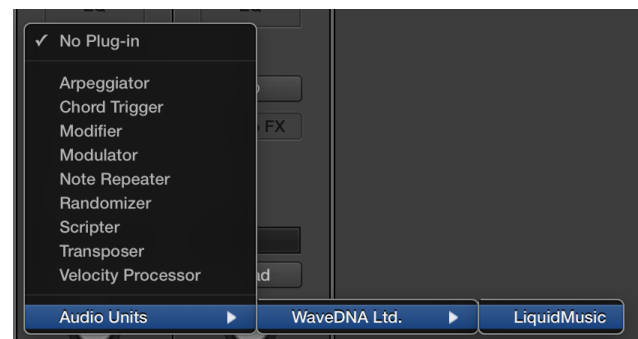 ✓ No Plug-in
Arpeggiator
Chord Trigger
Modifier
FX
Modulator
Note Repeater
Randomizer
Scripter
Transposer
Velocity Processor
Audio Units ▶ WaveDNA Ltd. ▶ LiquidMusic